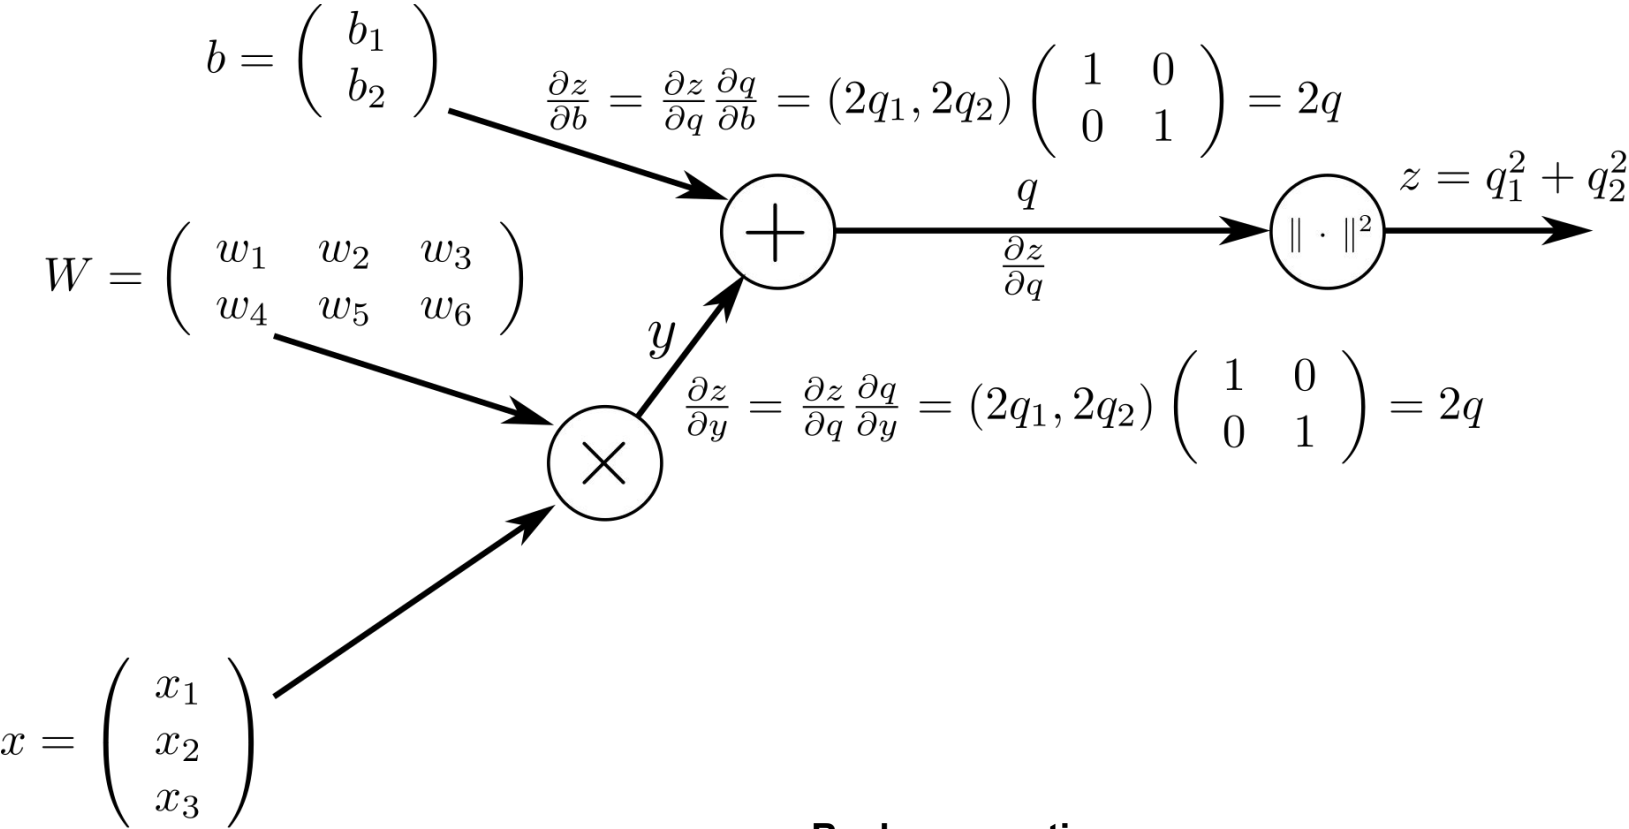 b = ( b₁ b₂ )
∂z/∂b = ∂z/∂q ∂q/∂b = (2q₁, 2q₂) ( 1 0 0 1 ) = 2q
z = q₁² + q₂²
q
+
‖ · ‖²
∂z/∂q
W = ( w₁ w₂ w₃ w₄ w₅ w₆ )
y
∂z/∂y = ∂z/∂q ∂q/∂y = (2q₁, 2q₂) ( 1 0 0 1 ) = 2q
×
x = ( x₁ x₂ x₃ )